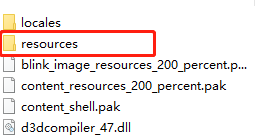 locales
resources
blink_image_resources_200_percent.p...
content_resources_200_percent.pak
content_shell.pak
d3dcompiler_47.dll